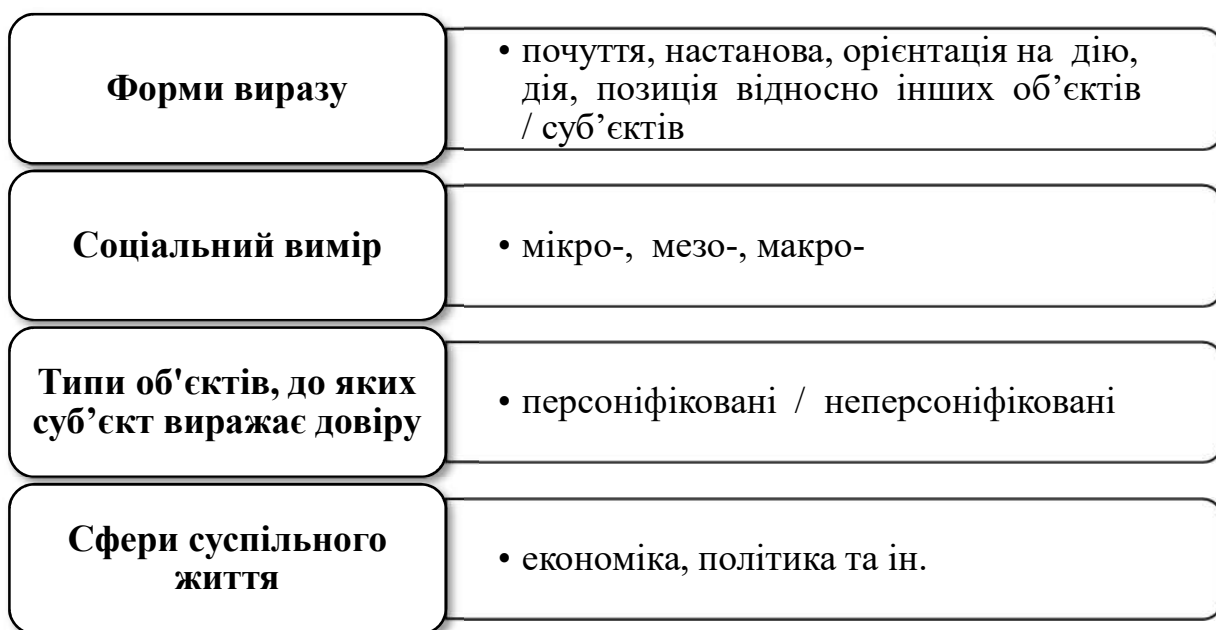 Форми виразу
• почуття, настанова, орієнтація на дію,
дія, позиція відносно інших об’єктів
/ суб’єктів
Соціальний вимір
• мікро-, мезо-, макро-
Типи об'єктів, до яких
суб’єкт виражає довіру
• персоніфіковані / неперсоніфіковані
Сфери суспільного
життя
• економіка, політика та ін.